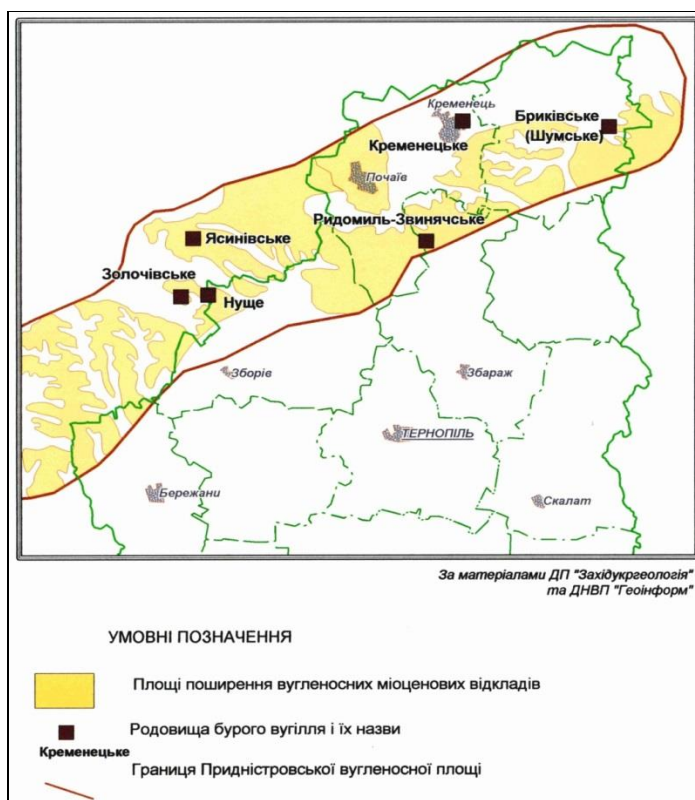 Кременець
Бриківське
(Шумське)
Кременецьке
Почаїв
Ридомиль-Звинячське
Ясинівське
Золочівське
Нуще
Зборів
Збараж
ТЕРНОПІЛЬ
Бережани
Скалат
За матеріалами ДП "Західукргеологія"
та ДНВП "Геоінформ"
УМОВНІ ПОЗНАЧЕННЯ
Площі поширення вугленосних міоценових відкладів
Родовища бурого вугілля і їх назви
Кременецьке
Границя Придністровської вугленосної площі